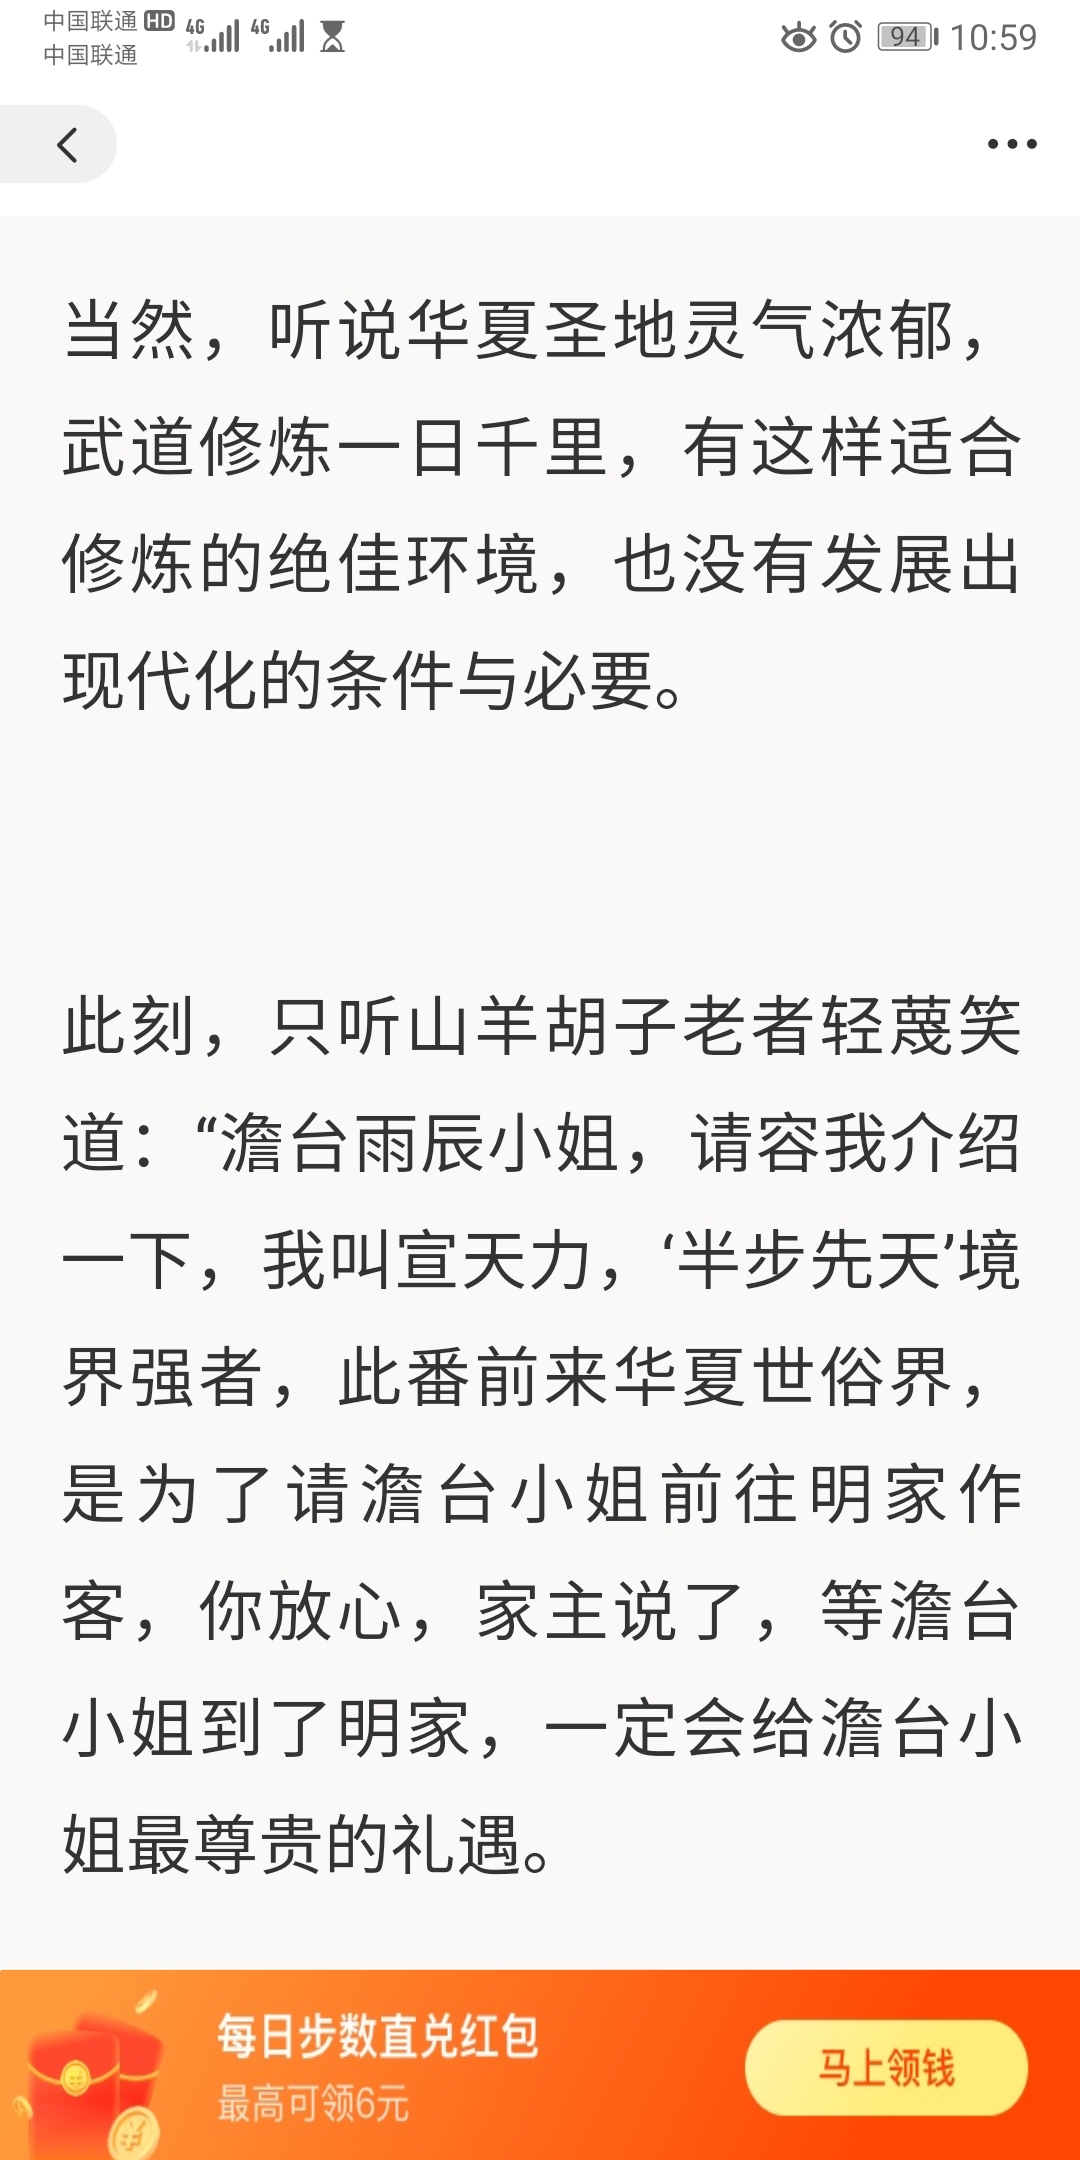 中国联通 HD 4G 4G 94 10:59
中国联通
当然，听说华夏圣地灵气浓郁，
武道修炼一日千里，有这样适合
修炼的绝佳环境，也没有发展出
现代化的条件与必要。
此刻，只听山羊胡子老者轻蔑笑
道：“澹台雨辰小姐，请容我介绍
一下，我叫宣天力，‘半步先天’境
界强者，此番前来华夏世俗界，
是为了请澹台小姐前往明家作
客，你放心，家主说了，等澹台
小姐到了明家，一定会给澹台小
姐最尊贵的礼遇。
每日步数直兑红包
最高可领6元
马上领钱